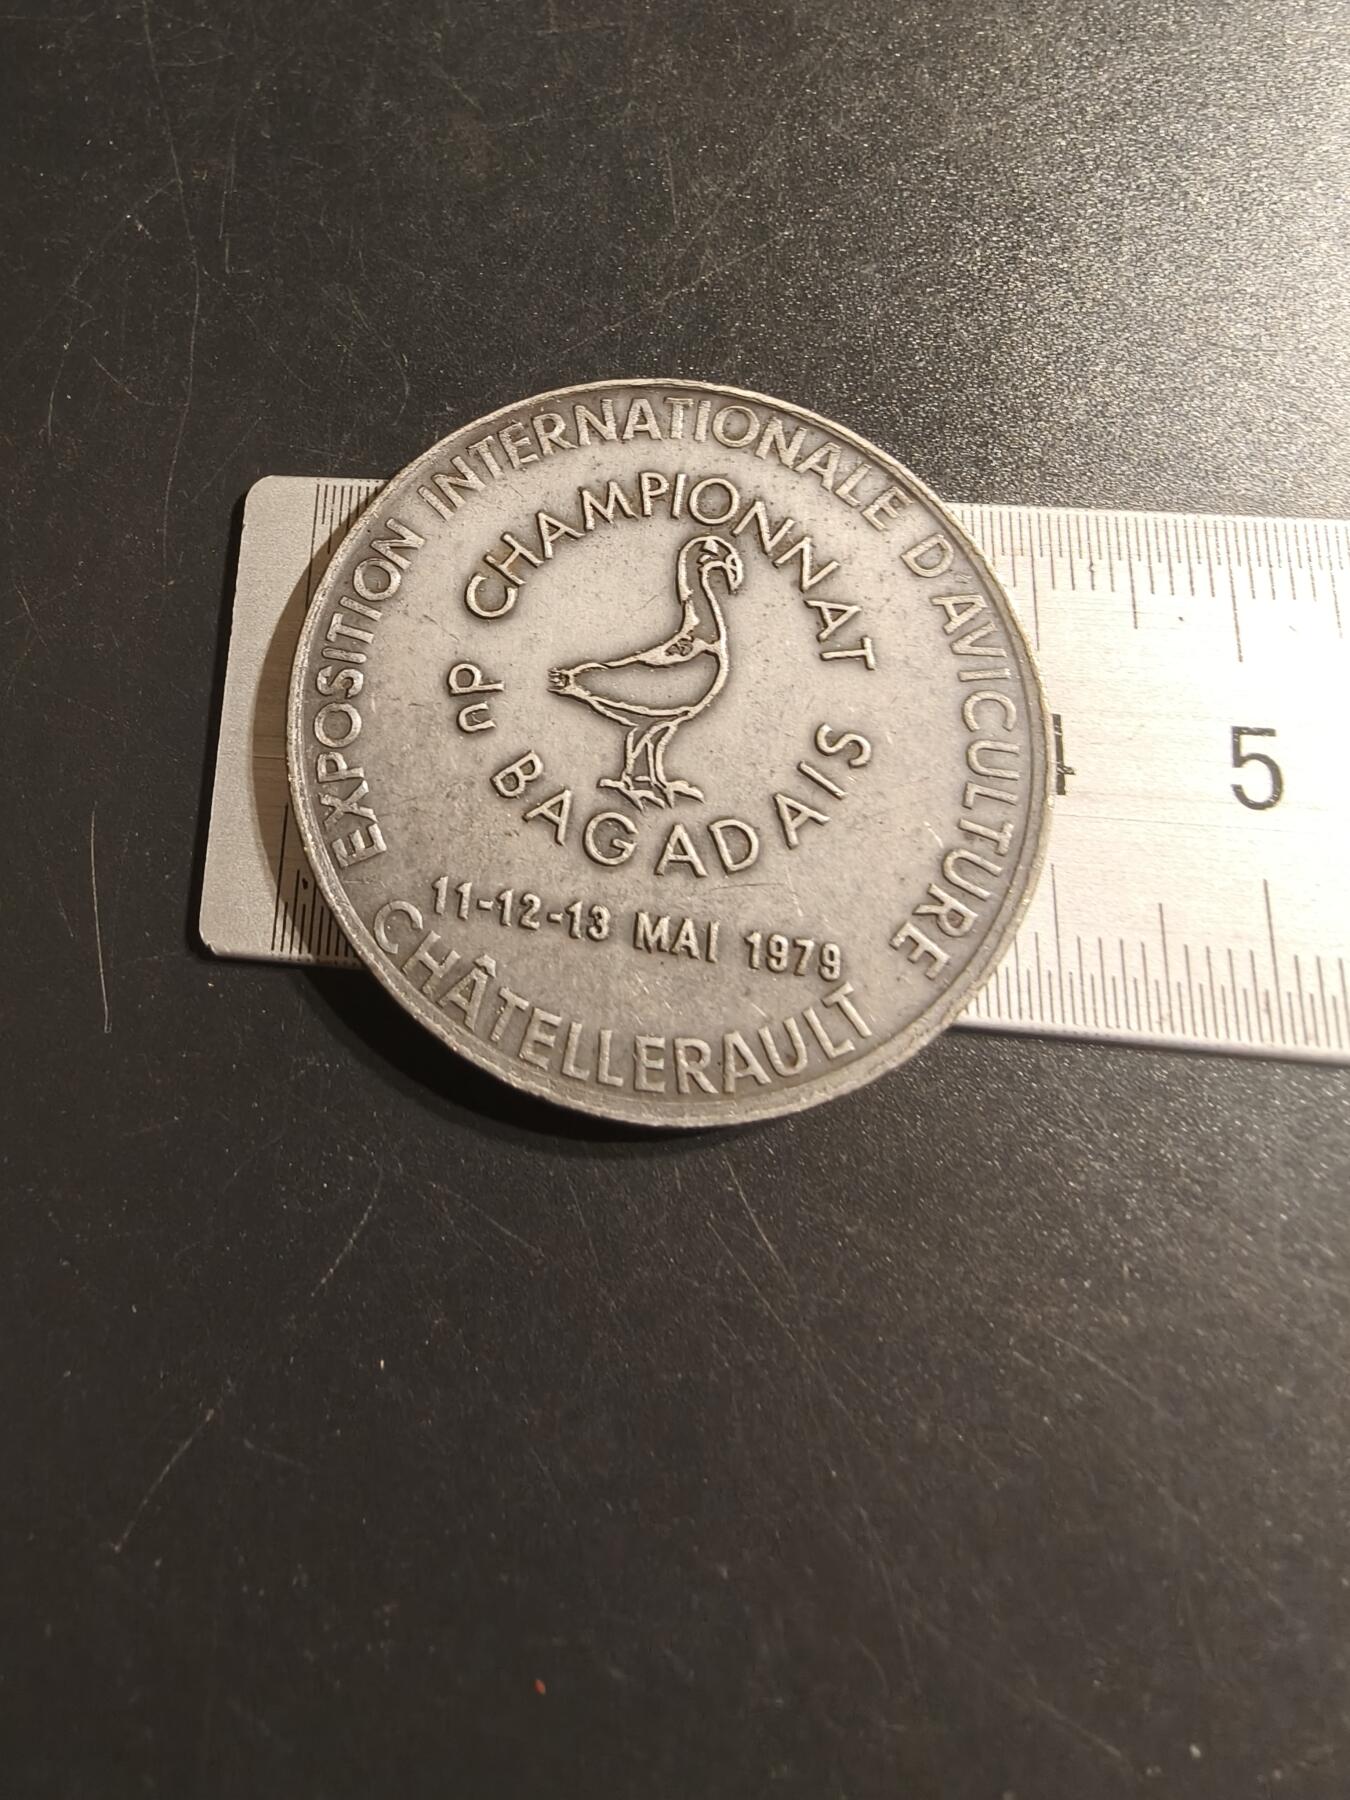 EXPOSITION INTERNATIONALE D'AVICULTURE
CHAMPIONNAT
du
BAGADAIS
11-12-13 MAI 1979
CHÂTELLERAULT
5